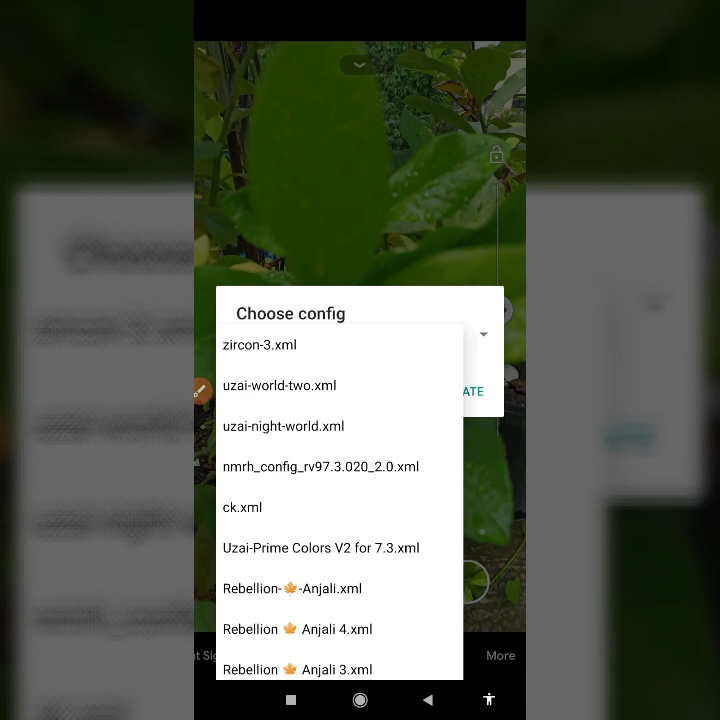 Choose config
zircon-3.xml
uzai-world-two.xml
ATE
uzai-night-world.xml
nmrh_config_rv97.3.020_2.0.xml
ck.xml
Uzai-Prime Colors V2 for 7.3.xml
Rebellion-🍁-Anjali.xml
Rebellion 🍁 Anjali 4.xml
t Sig
More
Rebellion 🍁 Anjali 3.xml